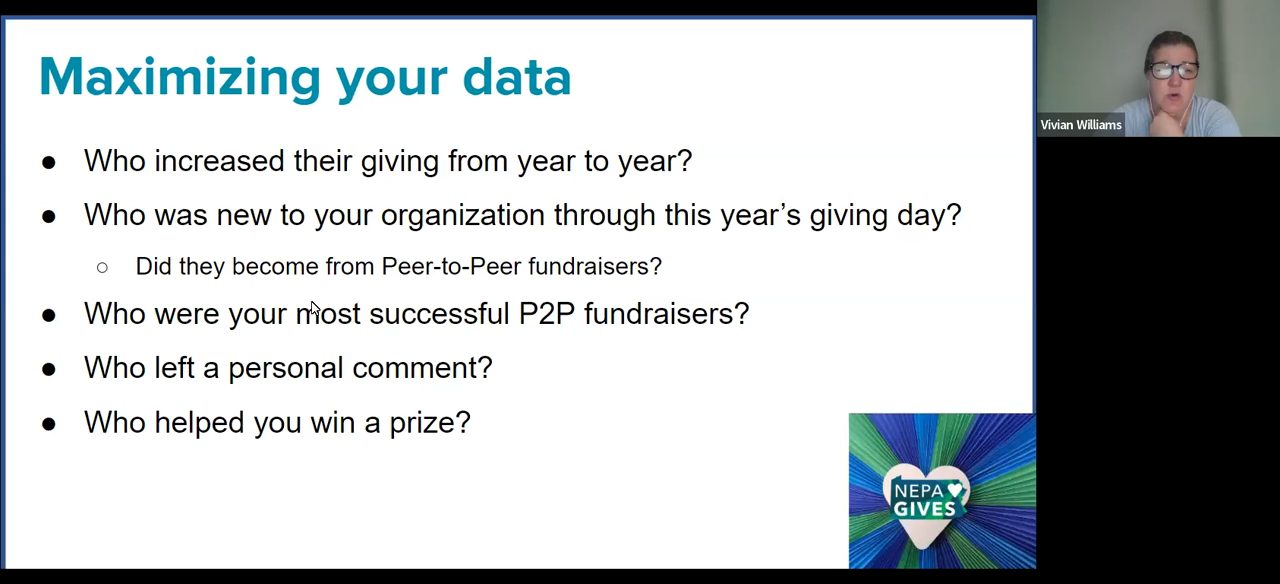 Maximizing your data
● Who increased their giving from year to year?
● Who was new to your organization through this year’s giving day?
○ Did they become from Peer-to-Peer fundraisers?
● Who were your most successful P2P fundraisers?
● Who left a personal comment?
● Who helped you win a prize?
NEPA
GIVES
Vivian Williams